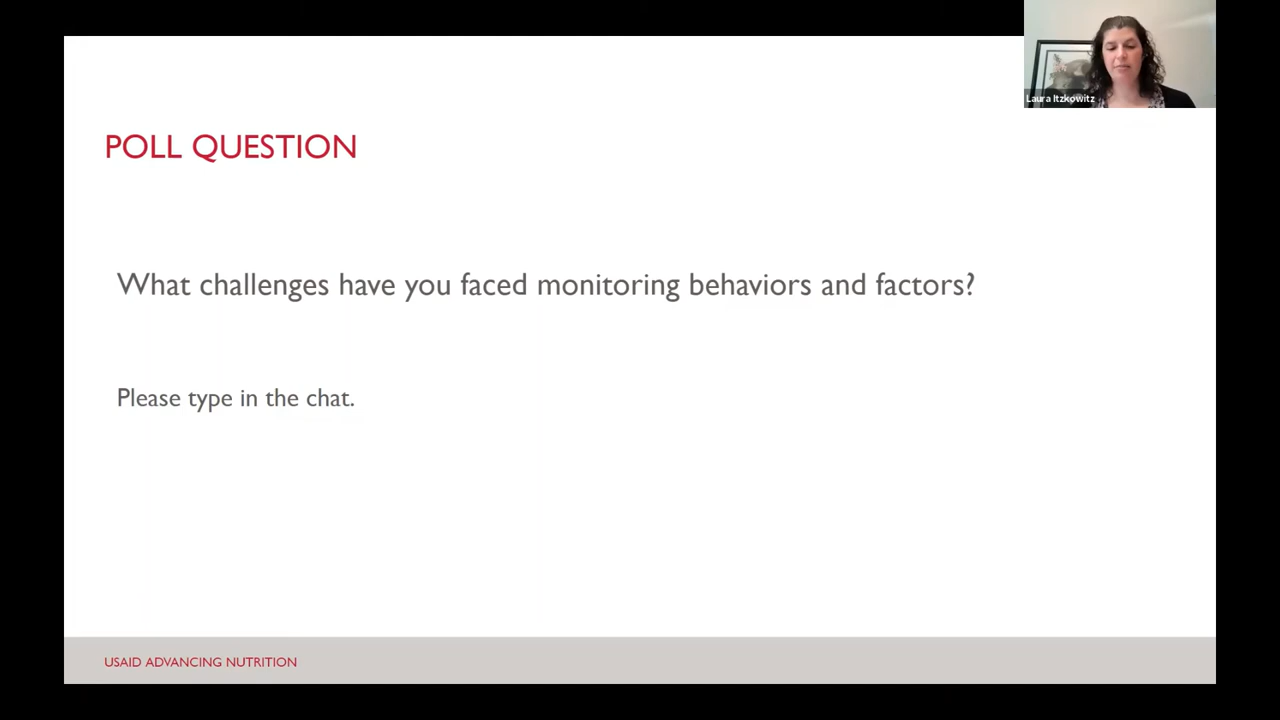 Laura Itzkowitz
POLL QUESTION
What challenges have you faced monitoring behaviors and factors?
Please type in the chat.
USAID ADVANCING NUTRITION